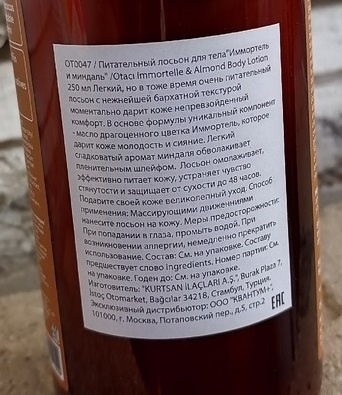 OT0047 / Питательный лосьон для тела"Иммортель
и миндаль" /Otacı Immortelle & Almond Body Lotion
250 мл Легкий, но в тоже время очень питательный
лосьон с нежнейшей бархатной текстурой
моментально дарит коже непревзойденный
комфорт. В основе формулы уникальный компонент
- масло драгоценного цветка Иммортель, которое
дарит коже молодость и сияние. Легкий
сладковатый аромат миндаля обволакивает
пленительным шлейфом. Лосьон омолаживает,
эффективно питает кожу, устраняет чувство
стянутости и защищает от сухости до 48 часов.
Подарите своей коже великолепный уход. Способ
применения: Массирующими движениями
нанесите лосьон на кожу. Меры предосторожности:
При попадании в глаза, промыть водой. При
возникновении аллергии, немедленно прекратить
использование. Состав: См. на упаковке. Составу
предшествует слово ingredients. Номер партии: См.
на упаковке. Годен до: См. на упаковке.
Изготовитель: "KURTSAN İLAÇLARI A.Ş.", Burak Plaza 7,
İstoç Otomarket, Bağcılar 34218, Стамбул, Турция.
Эксклюзивный дистрибьютор: ООО "КВАНТУМ+",
101000, г. Москва, Потаповский пер., д.5, стр.2 EAC